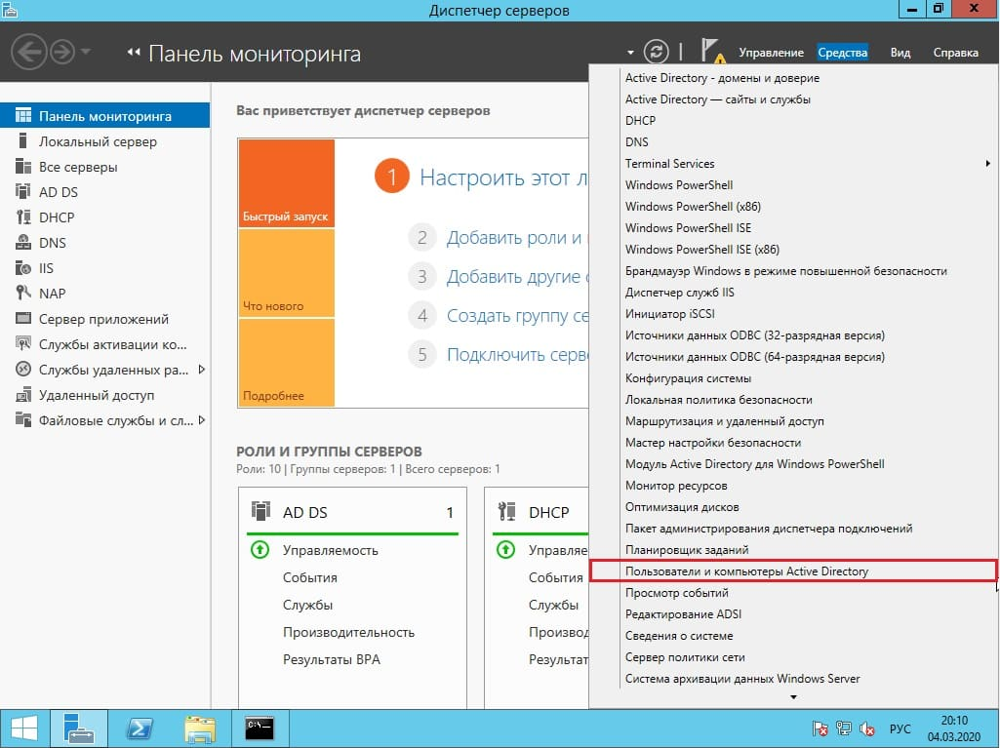 Диспетчер серверов
Панель мониторинга
Управление
Средства
Вид
Справка
Панель мониторинга
Локальный сервер
Все серверы
AD DS
DHCP
DNS
IIS
NAP
Сервер приложений
Службы активации ко...
Службы удаленных ра...
Удаленный доступ
Файловые службы и сл...
Вас приветствует диспетчер серверов
Быстрый запуск
Что нового
Подробнее
1 Настроить этот л
2 Добавить роли и
3 Добавить другие
4 Создать группу се
5 Подключить серв
РОЛИ И ГРУППЫ СЕРВЕРОВ
Роли: 10 | Группы серверов: 1 | Всего серверов: 1
AD DS 1
Управляемость
События
Службы
Производительность
Результаты BPA
DHCP
Управляе
События
Службы
Производ
Результат
Active Directory - домены и доверие
Active Directory — сайты и службы
DHCP
DNS
Terminal Services
Windows PowerShell
Windows PowerShell (x86)
Windows PowerShell ISE
Windows PowerShell ISE (x86)
Брандмауэр Windows в режиме повышенной безопасности
Диспетчер служб IIS
Инициатор iSCSI
Источники данных ODBC (32-разрядная версия)
Источники данных ODBC (64-разрядная версия)
Конфигурация системы
Локальная политика безопасности
Маршрутизация и удаленный доступ
Мастер настройки безопасности
Модуль Active Directory для Windows PowerShell
Монитор ресурсов
Оптимизация дисков
Пакет администрирования диспетчера подключений
Планировщик заданий
Пользователи и компьютеры Active Directory
Просмотр событий
Редактирование ADSI
Сведения о системе
Сервер политики сети
Система архивации данных Windows Server
C:\
РУС
20:10
04.03.2020